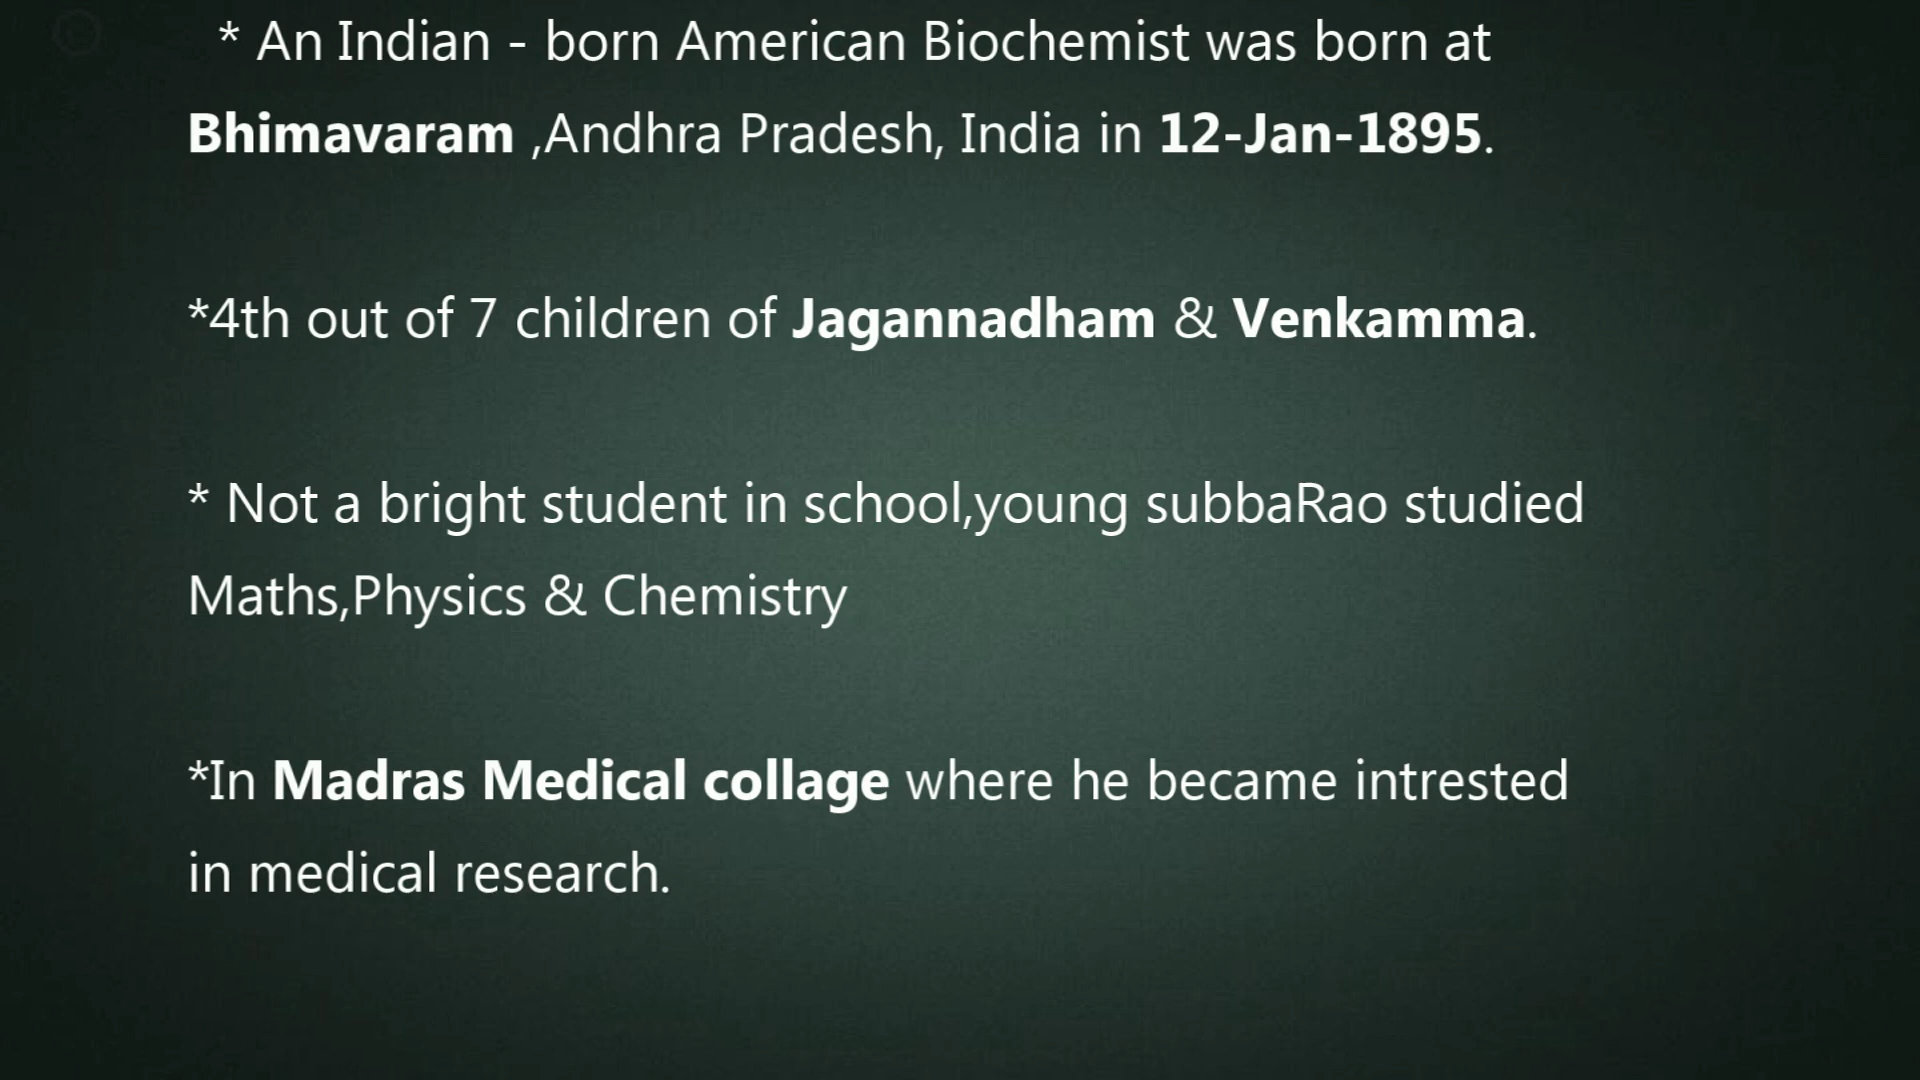 * An Indian - born American Biochemist was born at
Bhimavaram ,Andhra Pradesh, India in 12-Jan-1895.
*4th out of 7 children of Jagannadham & Venkamma.
* Not a bright student in school,young subbaRao studied
Maths,Physics & Chemistry
*In Madras Medical collage where he became intrested
in medical research.